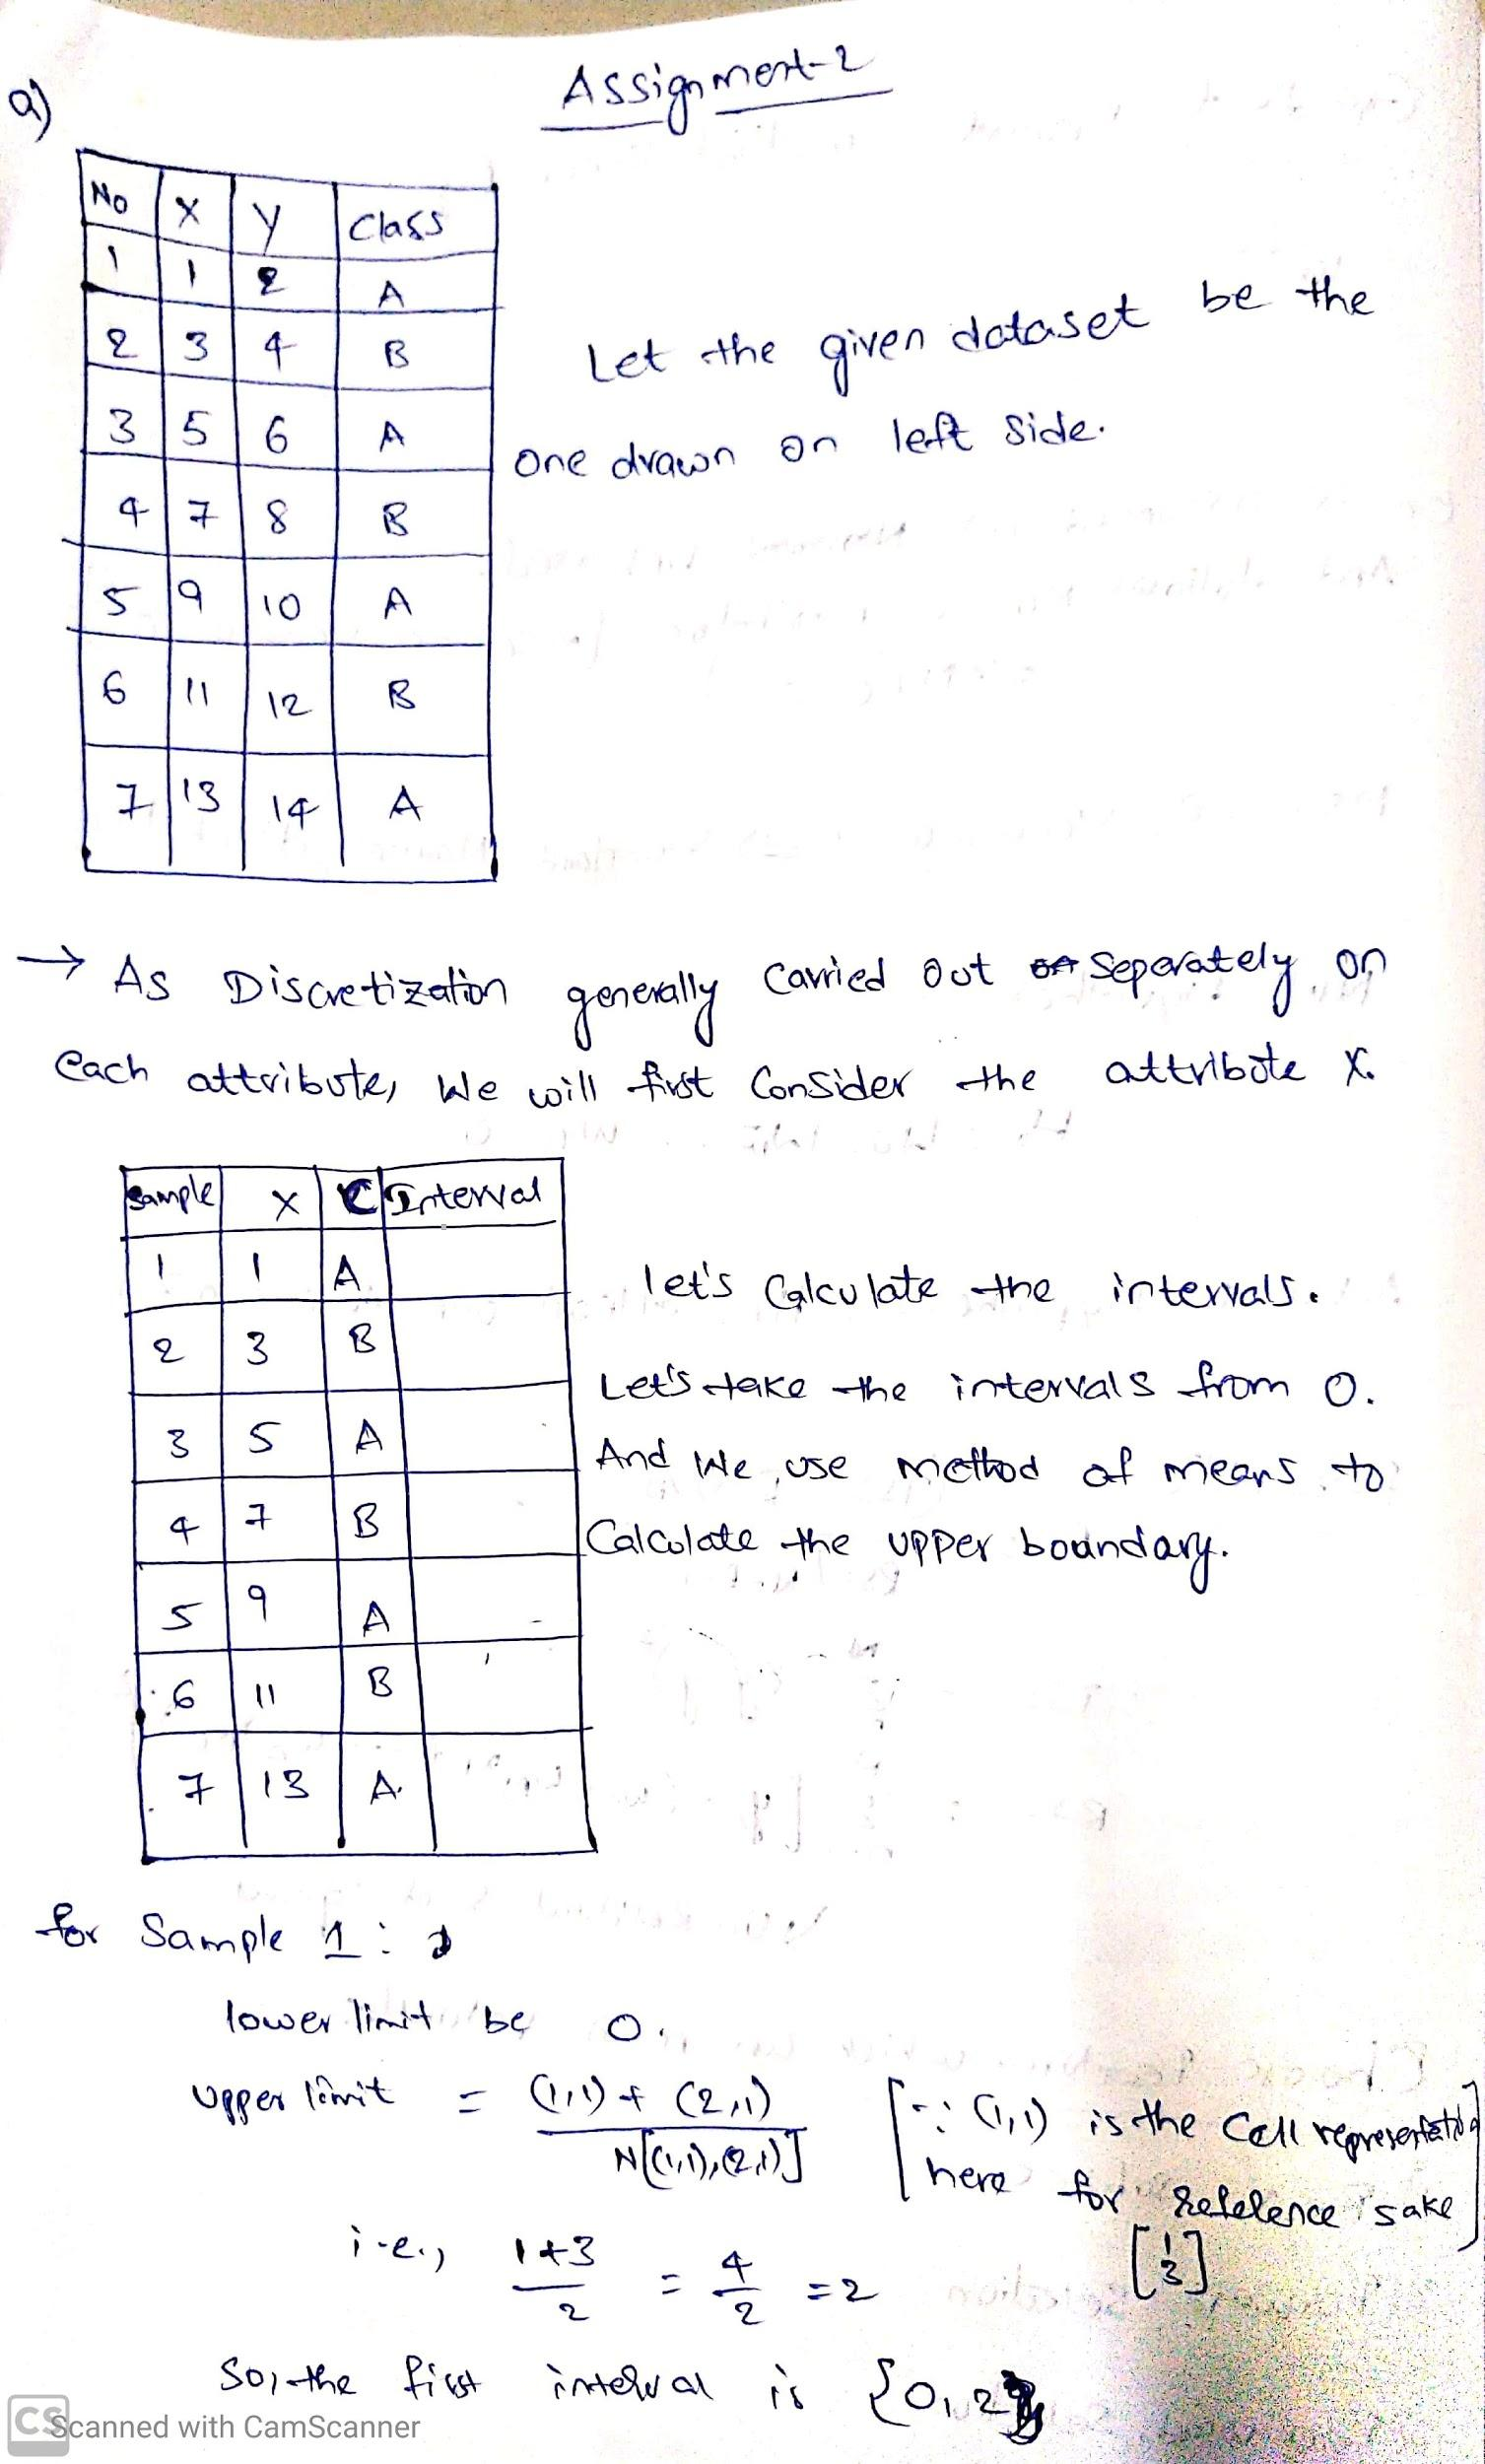 Assignment-2
a)
No X Y Class
1 1 2 A
2 3 4 B
3 5 6 A
4 7 8 B
5 9 10 A
6 11 12 B
7 13 14 A
Let the given dataset be the
one drawn on left side.
→ As Discretization generally carried out seperately on
each attribute, We will first Consider the attribute X.
Sample X C Interval
1 1 A
2 3 B
3 5 A
4 7 B
5 9 A
6 11 B
7 13 A.
let's Calculate the intervals.
Let's take the intervals from 0.
And We use method of means to
Calculate the upper boundary.
for Sample 1 :
lower limit be 0.
upper limit = (1,1) + (2,1) / N[(1,1),(2,1)] [∵ (1,1) is the Cell representation
here for reference sake]
i.e., 1+3 / 2 = 4 / 2 = 2 [1 3]
So, the first interval is {0,2}
CS Scanned with CamScanner